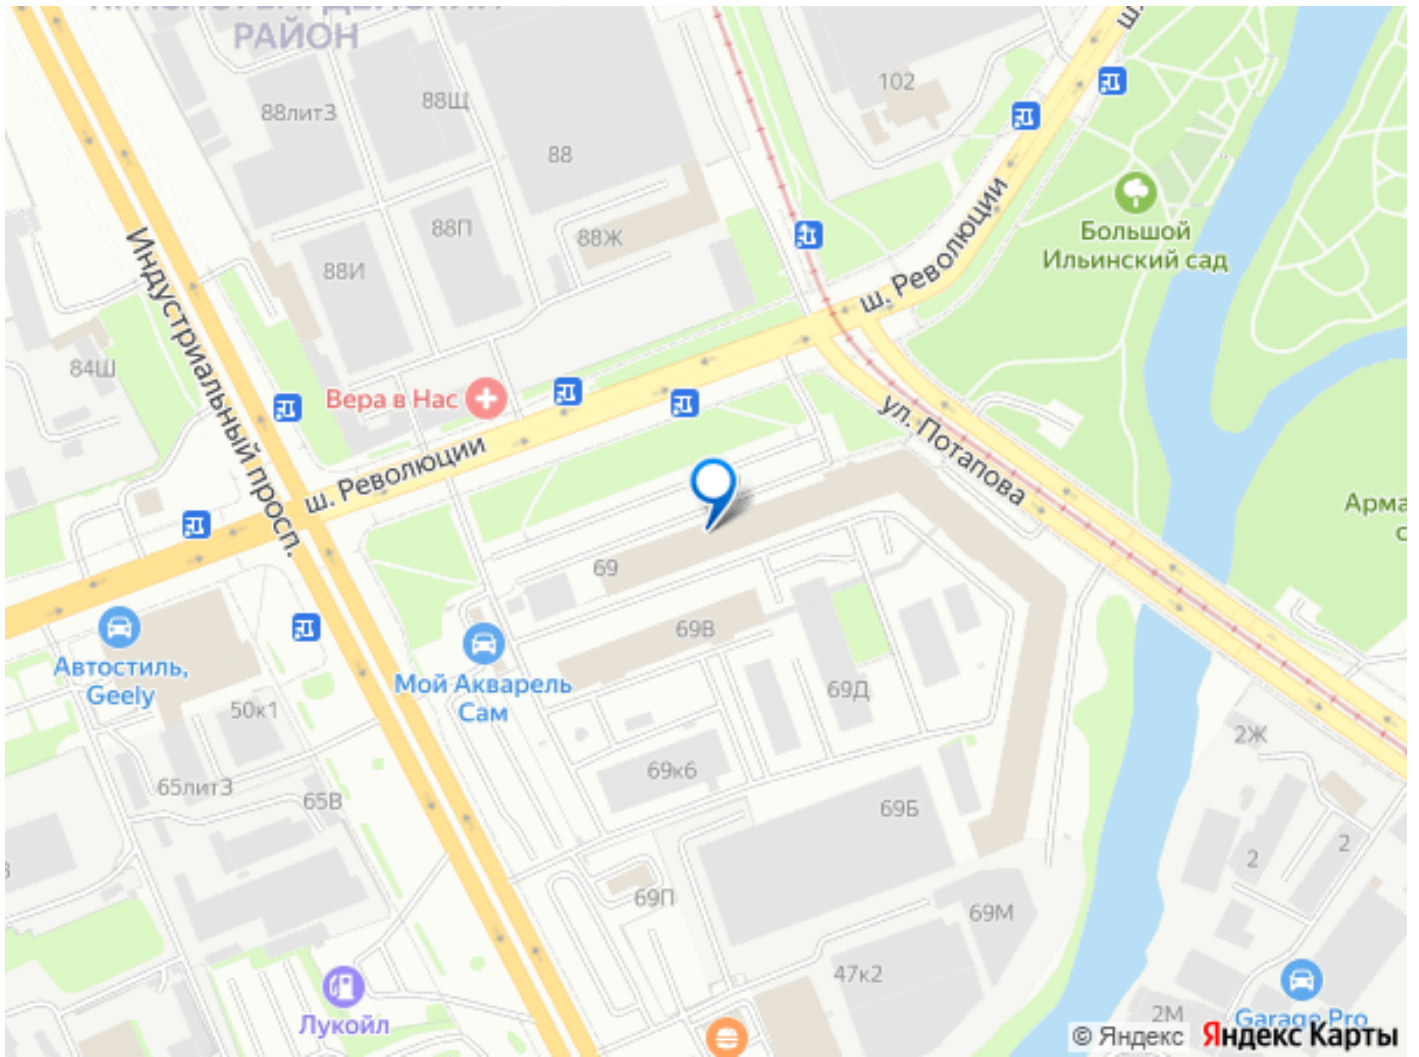 РАЙОН
88литЗ
88Щ
102
88
88П
88Ж
88И
Большой
Ильинский сад
ш. Революции
Индустриальный просп.
84Ш
Вера в Нас
ш. Революции
ул. Потапова
Арма
с
69
69В
Автостиль,
Geely
Мой Акварель
Сам
69Д
50к1
2Ж
65литЗ
65В
69к6
69Б
2
2
69П
69М
47к2
Лукойл
2М
Garage Pro
© Яндекс Яндекс Карты